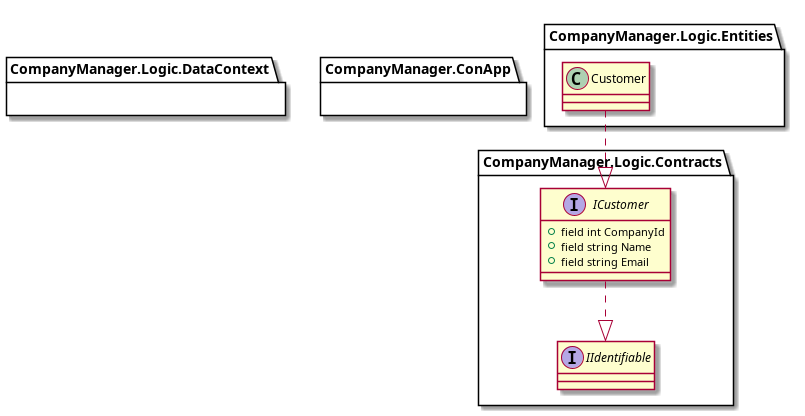 CompanyManager.Logic.Entities
CompanyManager.Logic.DataContext
CompanyManager.ConApp
C Customer
CompanyManager.Logic.Contracts
I ICustomer
field int CompanyId
field string Name
field string Email
I IIdentifiable